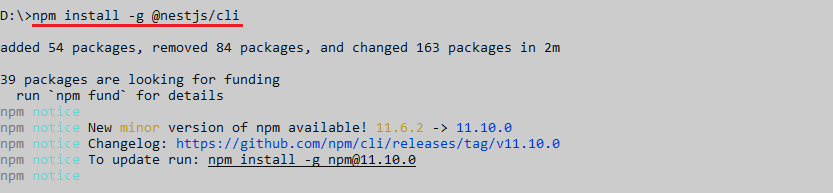 D:\>npm install -g @nestjs/cli
added 54 packages, removed 84 packages, and changed 163 packages in 2m
39 packages are looking for funding
  run `npm fund` for details
npm notice
npm notice New minor version of npm available! 11.6.2 -> 11.10.0
npm notice Changelog: https://github.com/npm/cli/releases/tag/v11.10.0
npm notice To update run: npm install -g npm@11.10.0
npm notice